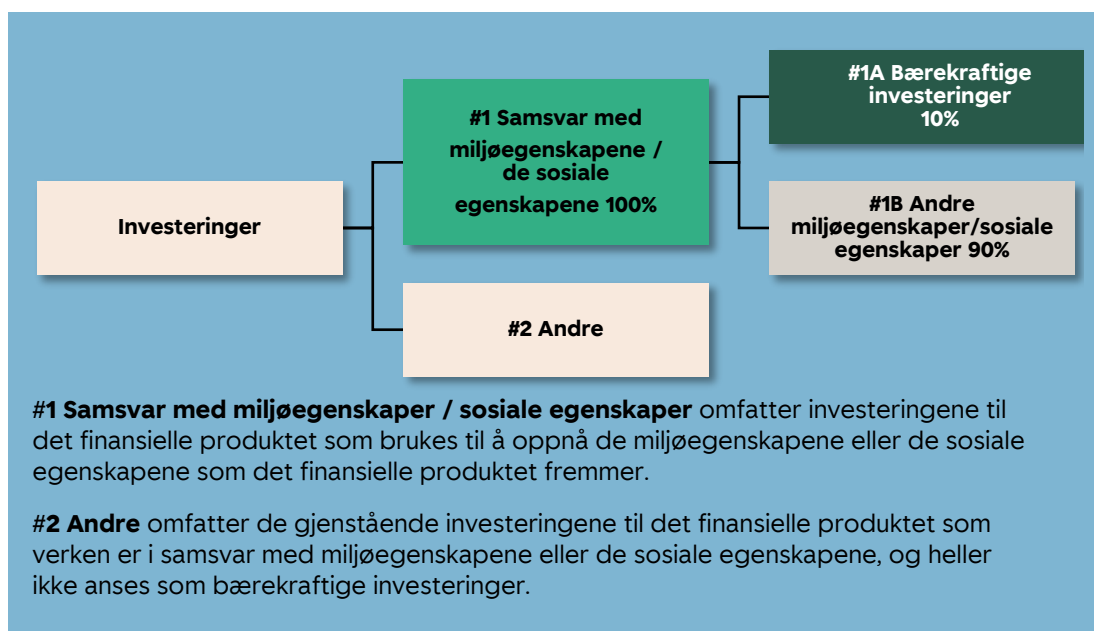 #1A Bærekraftige
investeringer
10%
#1 Samsvar med
miljøegenskapene /
de sosiale
egenskapene 100%
#1B Andre
miljøegenskaper/sosiale
egenskaper 90%
Investeringer
#2 Andre
#1 Samsvar med miljøegenskaper / sosiale egenskaper omfatter investeringene til
det finansielle produktet som brukes til å oppnå de miljøegenskapene eller de sosiale
egenskapene som det finansielle produktet fremmer.
#2 Andre omfatter de gjenstående investeringene til det finansielle produktet som
verken er i samsvar med miljøegenskapene eller de sosiale egenskapene, og heller
ikke anses som bærekraftige investeringer.